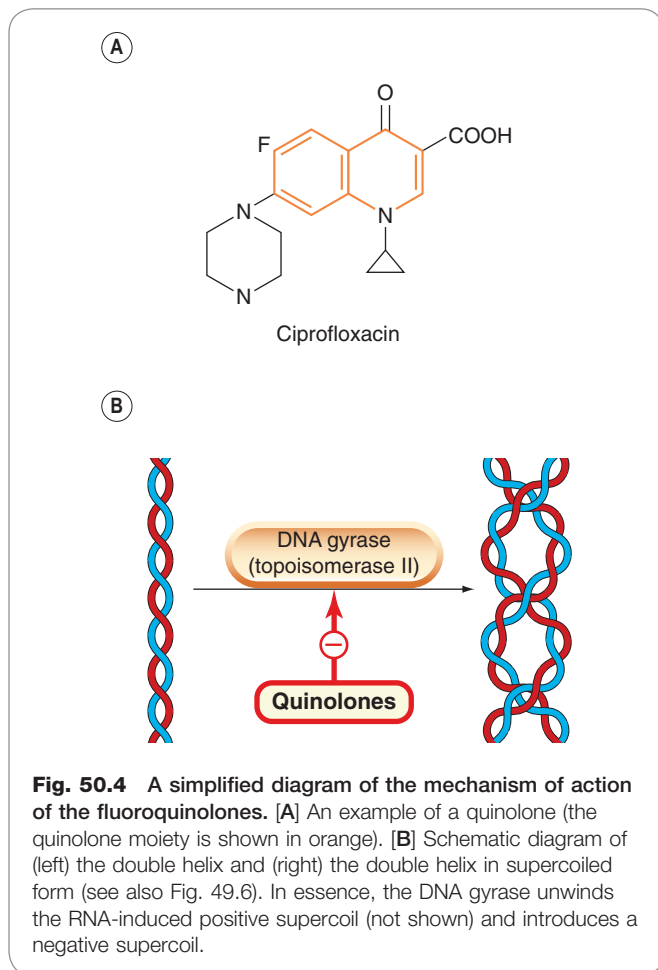 A
O
F
COOH
N
N
N
Ciprofloxacin
B
DNA gyrase
(topoisomerase II)
−
Quinolones
Fig. 50.4 A simplified diagram of the mechanism of action
of the fluoroquinolones. [A] An example of a quinolone (the
quinolone moiety is shown in orange). [B] Schematic diagram of
(left) the double helix and (right) the double helix in supercoiled
form (see also Fig. 49.6). In essence, the DNA gyrase unwinds
the RNA-induced positive supercoil (not shown) and introduces a
negative supercoil.